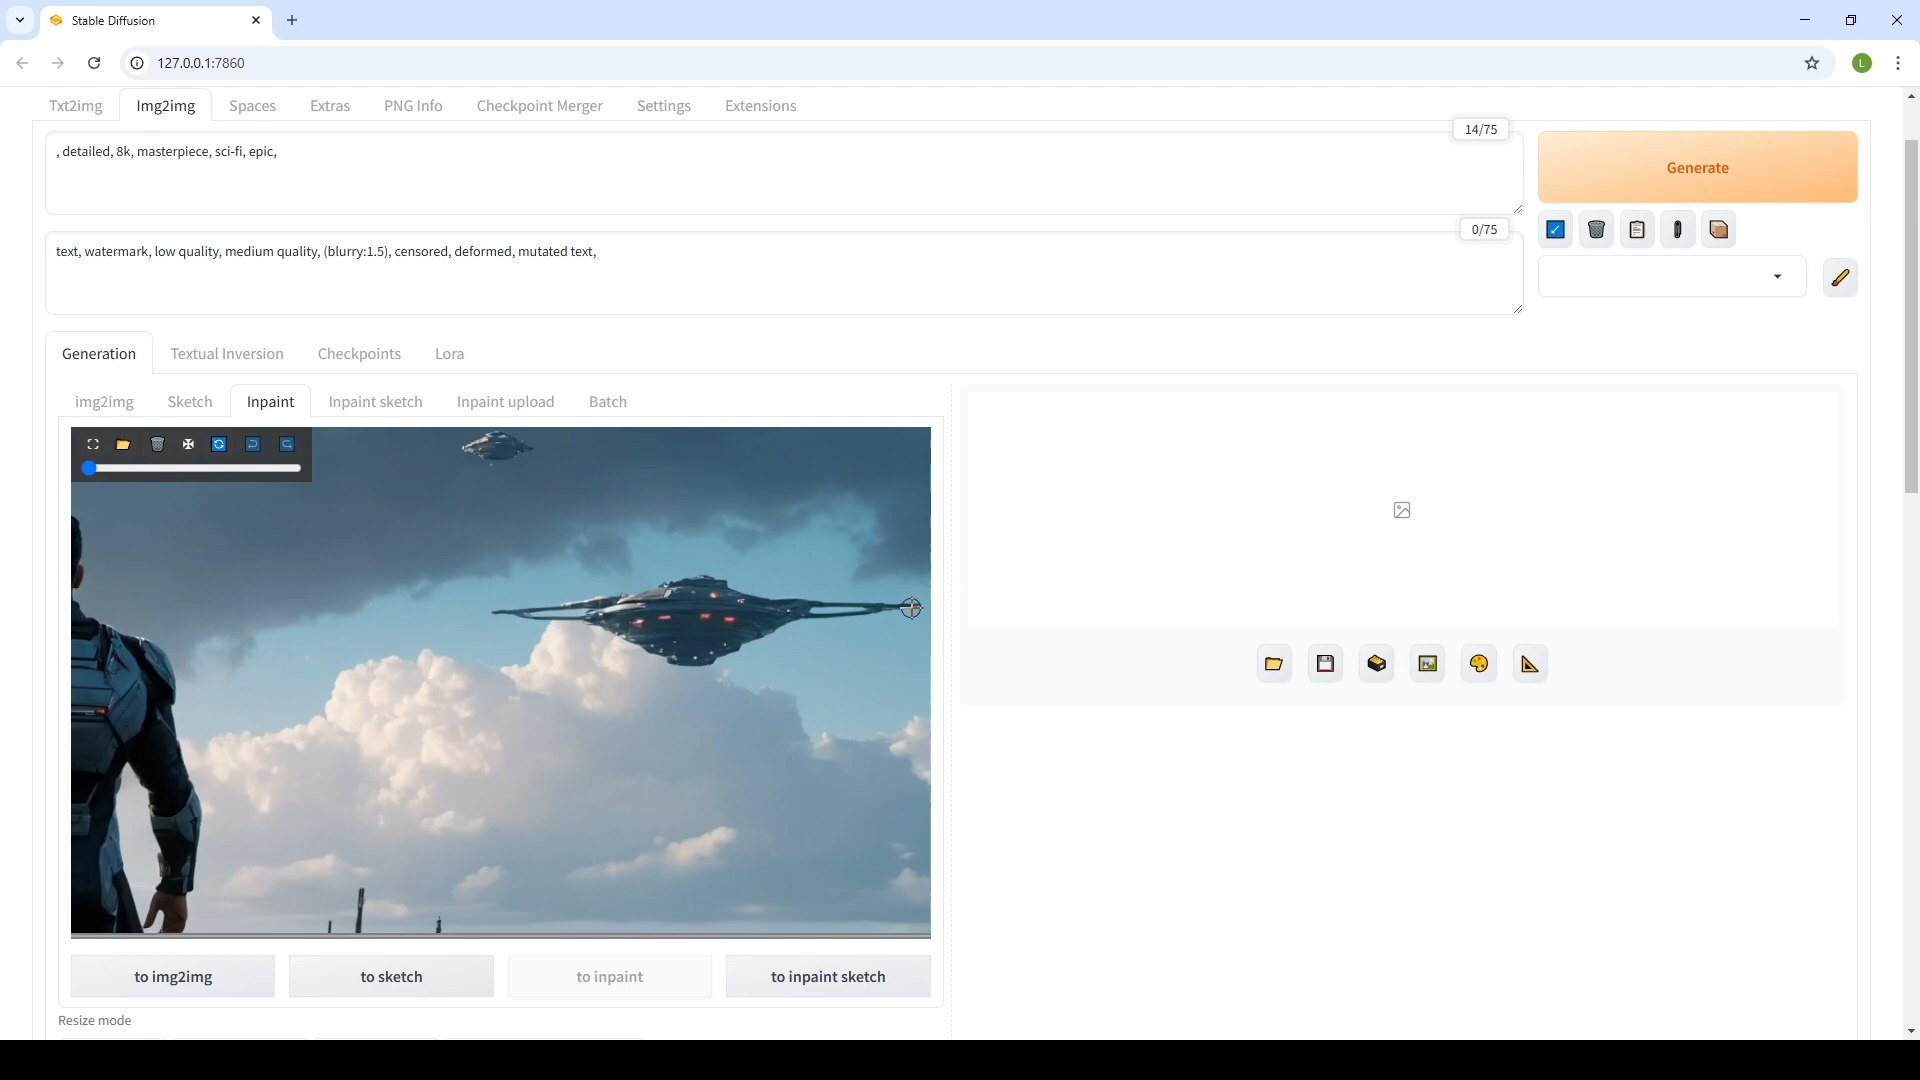 Stable Diffusion
127.0.0.1:7860
L
Txt2img Img2img Spaces Extras PNG Info Checkpoint Merger Settings Extensions
14/75
, detailed, 8k, masterpiece, sci-fi, epic,
Generate
0/75
text, watermark, low quality, medium quality, (blurry:1.5), censored, deformed, mutated text,
Generation Textual Inversion Checkpoints Lora
img2img Sketch Inpaint Inpaint sketch Inpaint upload Batch
to img2img to sketch to inpaint to inpaint sketch
Resize mode